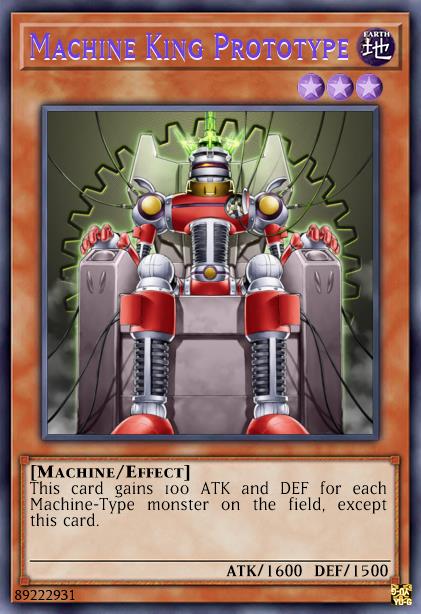 Machine King Prototype
EARTH
地
[Machine/Effect]
This card gains 100 ATK and DEF for each
Machine-Type monster on the field, except
this card.
ATK/1600 DEF/1500
89222931